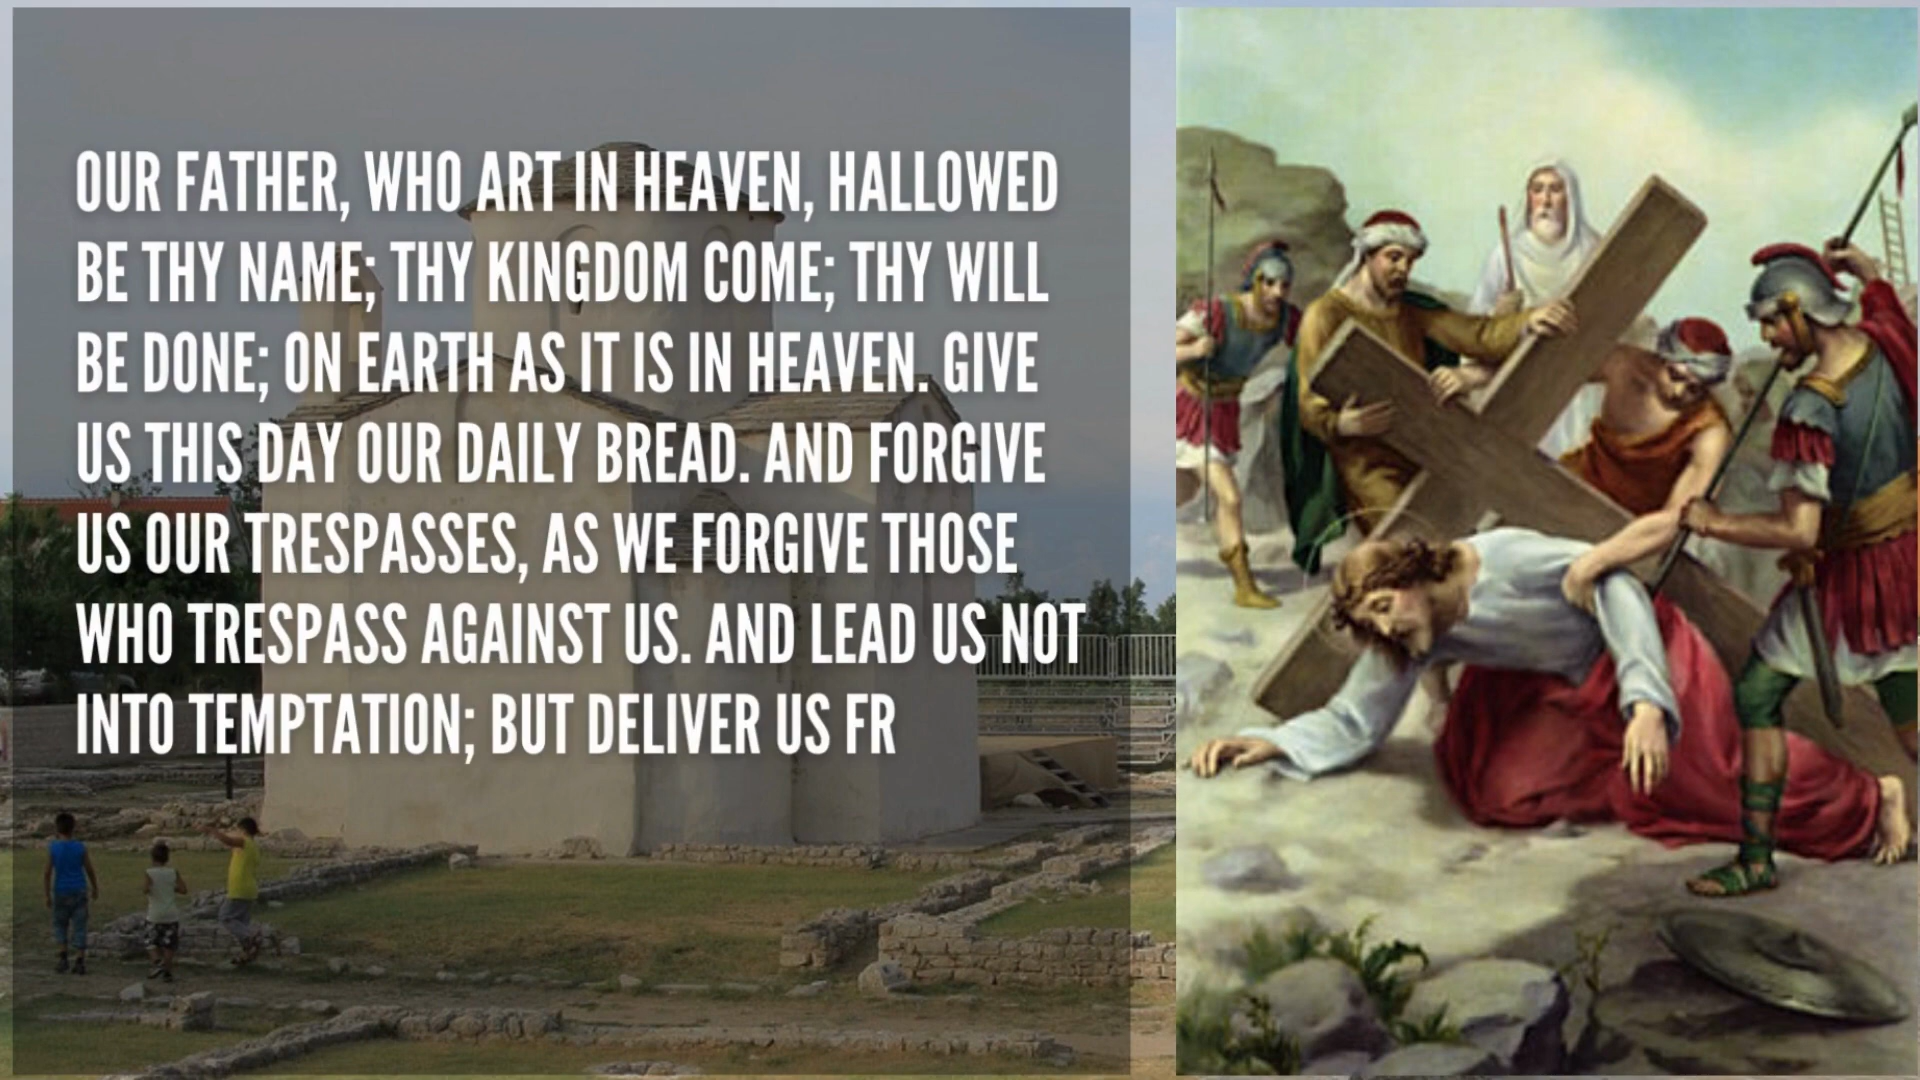 OUR FATHER, WHO ART IN HEAVEN, HALLOWED
BE THY NAME; THY KINGDOM COME; THY WILL
BE DONE; ON EARTH AS IT IS IN HEAVEN. GIVE
US THIS DAY OUR DAILY BREAD. AND FORGIVE
US OUR TRESPASSES, AS WE FORGIVE THOSE
WHO TRESPASS AGAINST US. AND LEAD US NOT
INTO TEMPTATION; BUT DELIVER US FR